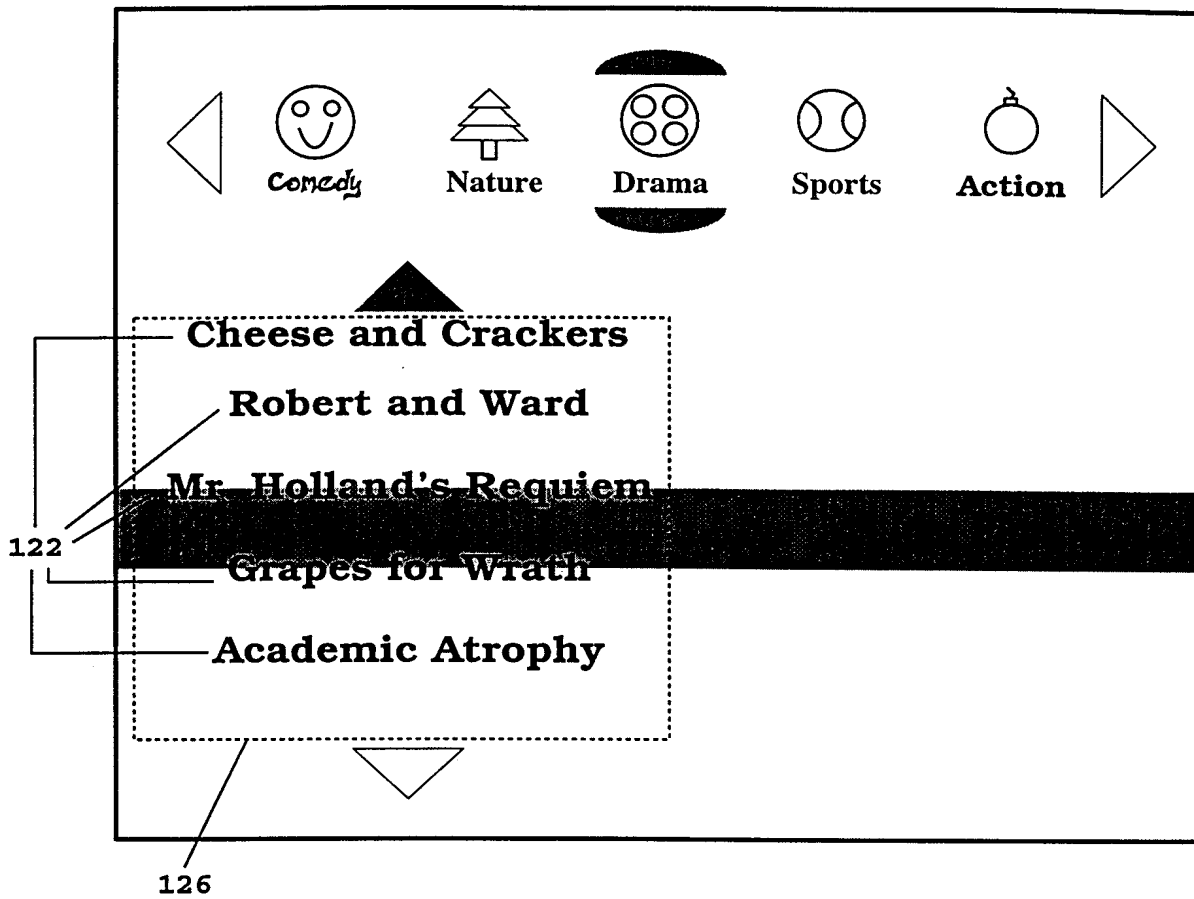 Comedy Nature Drama Sports Action
Cheese and Crackers
Robert and Ward
Mr. Holland's Requiem
122
Grapes for Wrath
Academic Atrophy
126